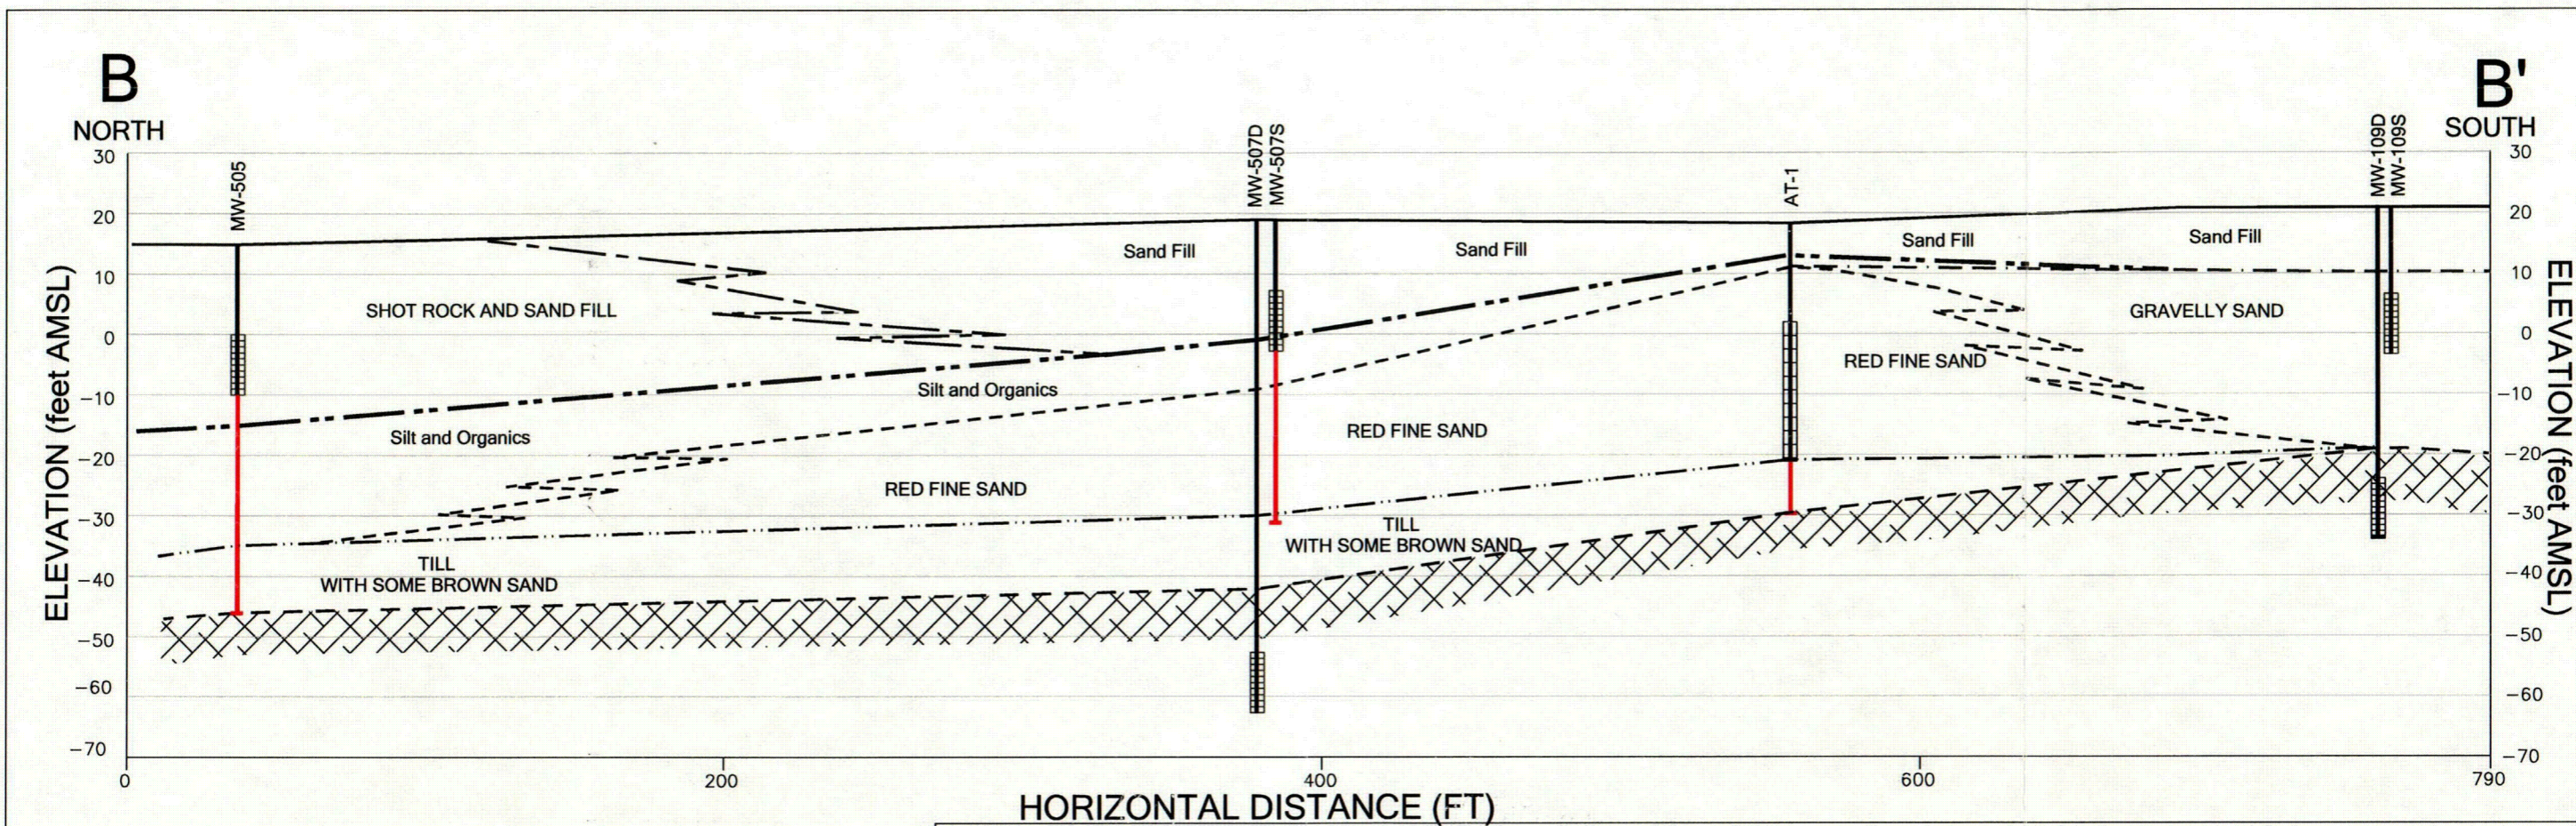 B
NORTH
B'
SOUTH
MW-505
MW-507D
MW-507S
AT-1
MW-109D
MW-109S
30
20
10
0
−10
−20
−30
−40
−50
−60
−70
ELEVATION (feet AMSL)
30
20
10
0
−10
−20
−30
−40
−50
−60
−70
ELEVATION (feet AMSL)
Sand Fill
Sand Fill
Sand Fill
Sand Fill
SHOT ROCK AND SAND FILL
GRAVELLY SAND
RED FINE SAND
Silt and Organics
Silt and Organics
RED FINE SAND
RED FINE SAND
TILL
WITH SOME BROWN SAND
TILL
WITH SOME BROWN SAND
0
200
400
600
790
HORIZONTAL DISTANCE (FT)